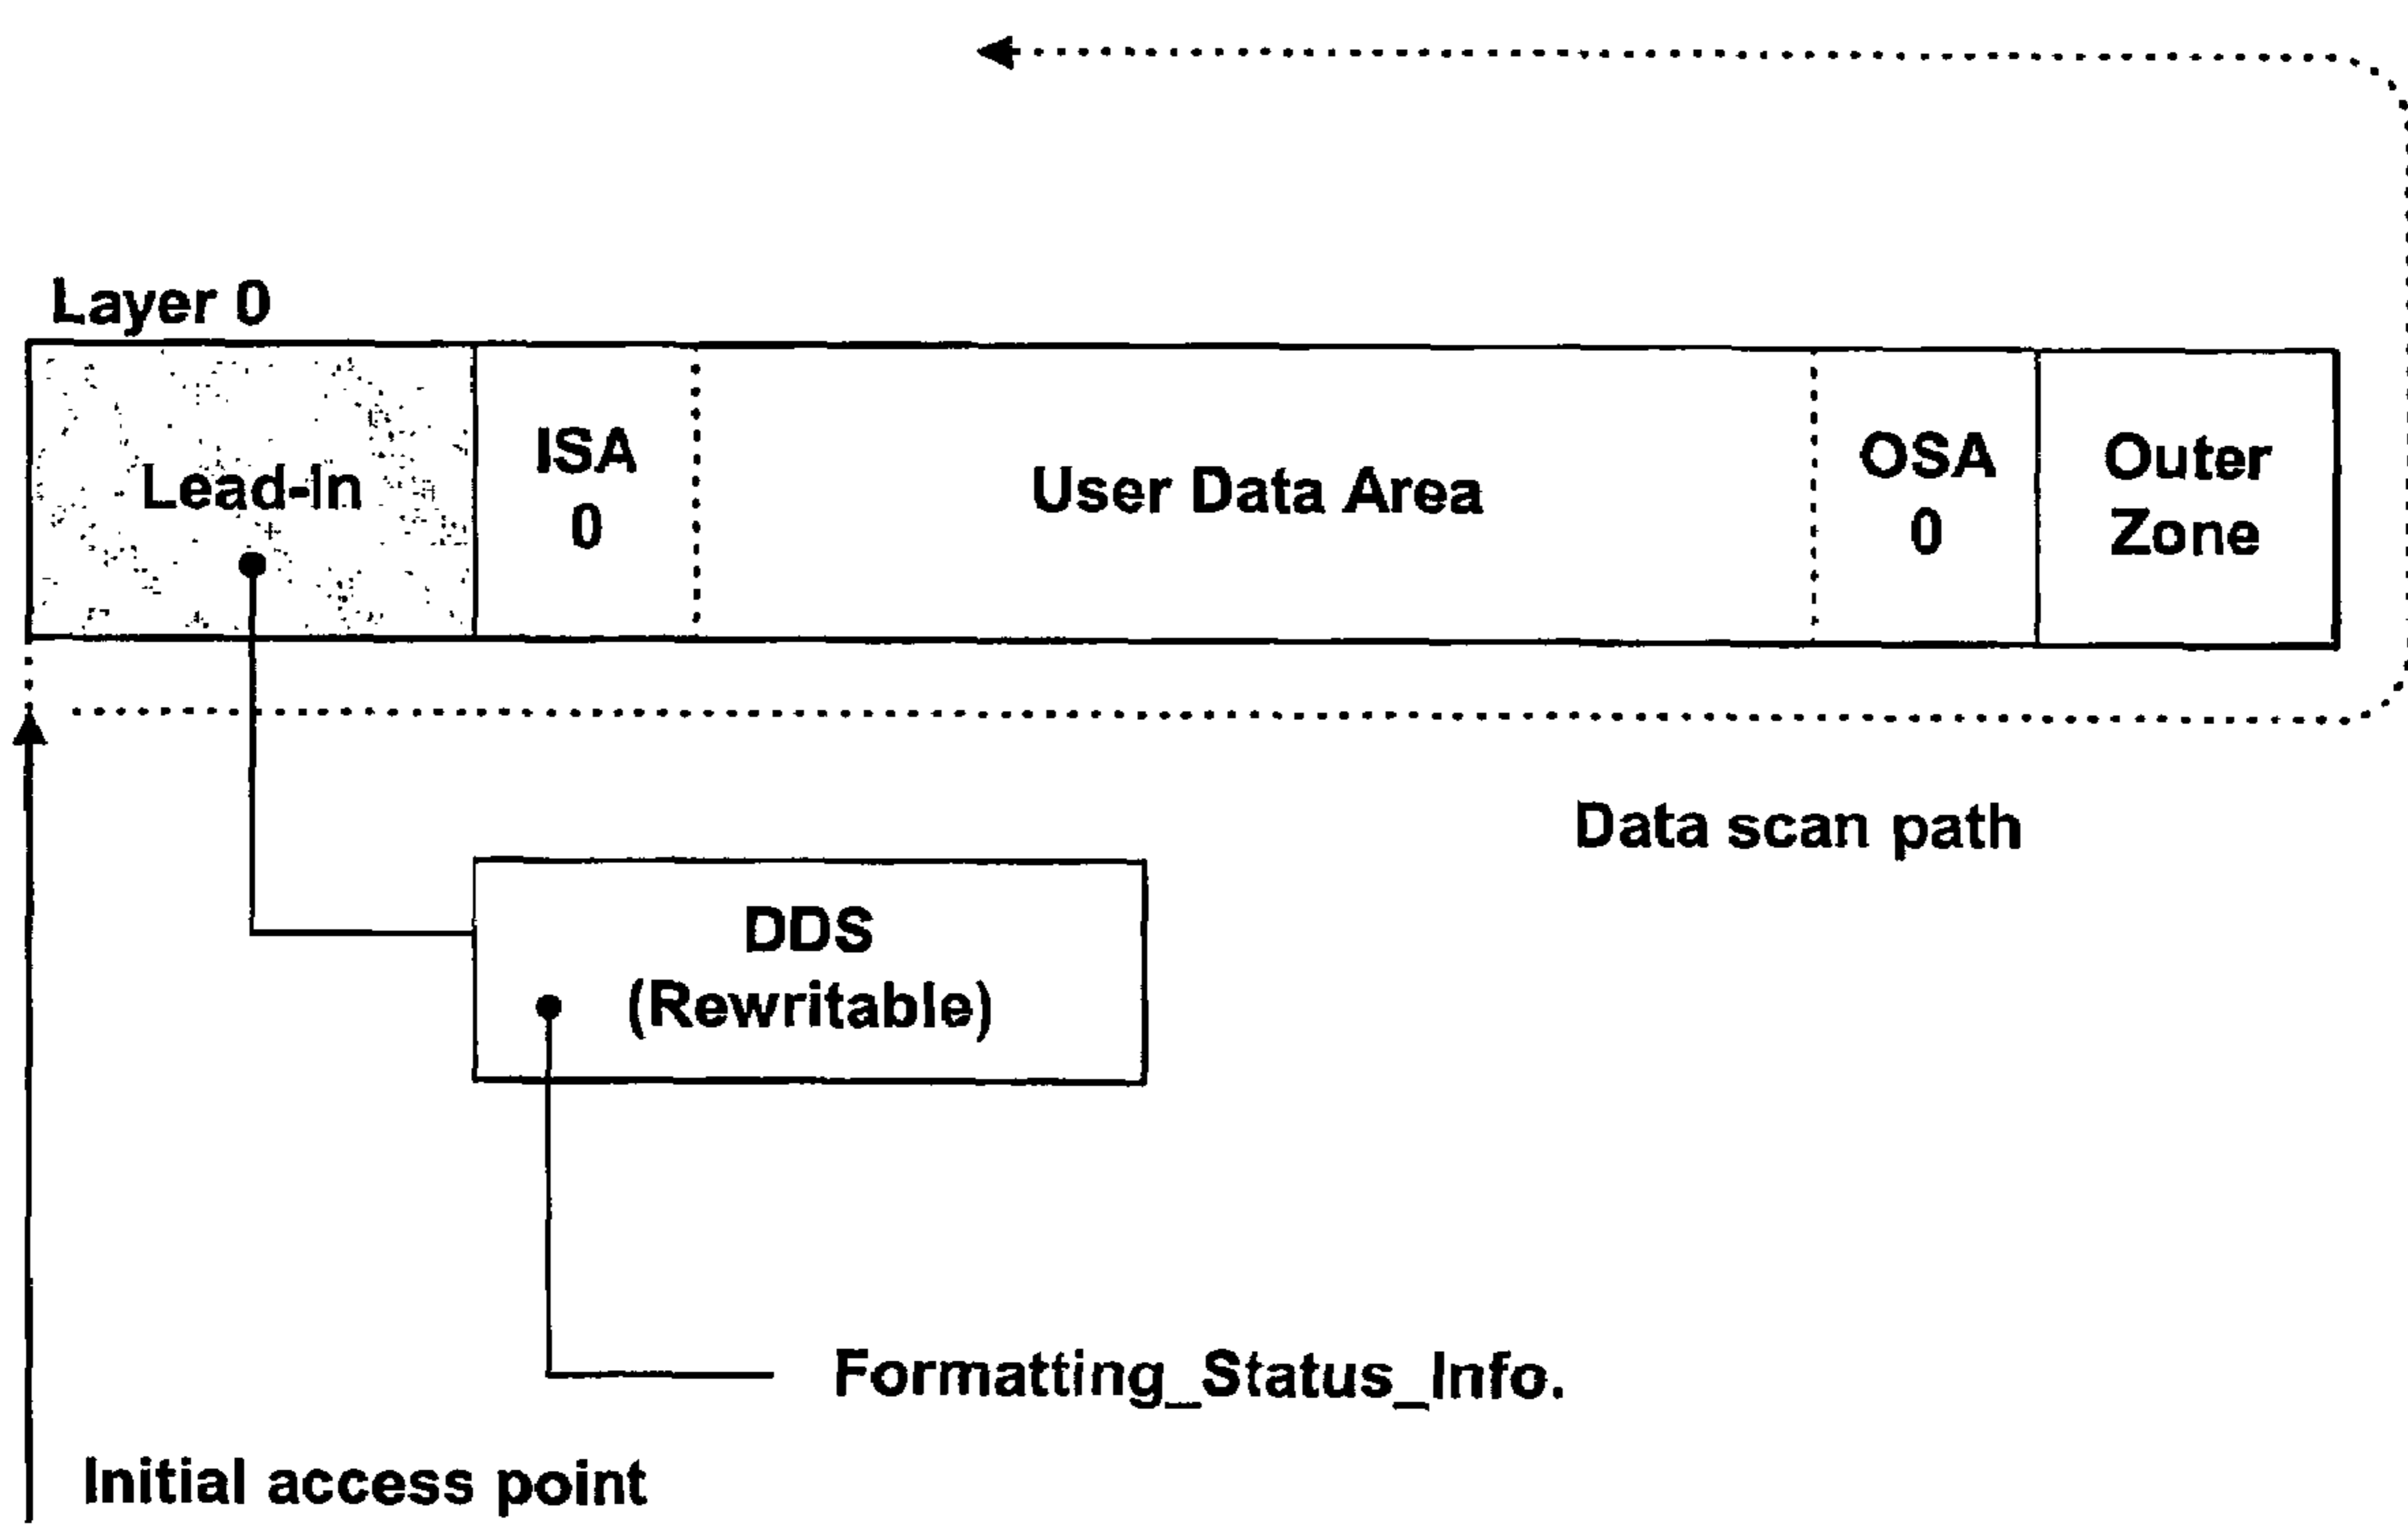 Layer 0
Lead-In
ISA
0
User Data Area
OSA
0
Outer
Zone
Data scan path
DDS
(Rewritable)
Formatting_Status_Info.
Initial access point